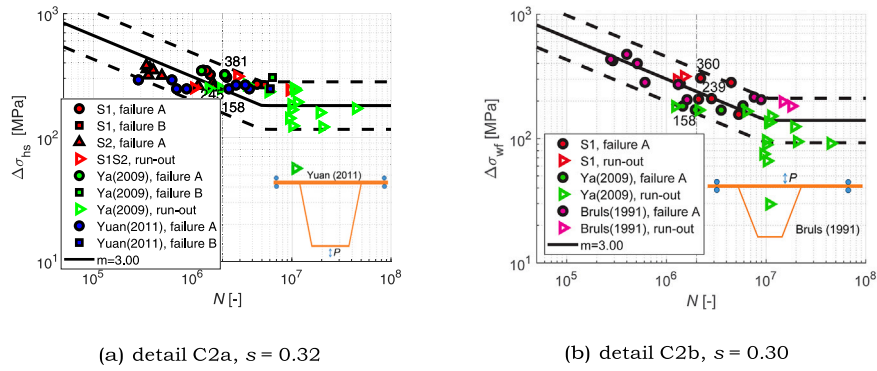 10³
10²
10¹
Δσhs [MPa]
381
245
158
S1, failure A
S1, failure B
S2, failure A
S1S2, run-out
Ya(2009), failure A
Ya(2009), failure B
Ya(2009), run-out
Yuan(2011), failure A
Yuan(2011), failure B
m=3.00
Yuan (2011)
P
10⁵ 10⁶ 10⁷ 10⁸
N [-]
(a) detail C2a, s = 0.32
10³
10²
10¹
Δσwf [MPa]
360
239
158
S1, failure A
S1, run-out
Ya(2009), failure A
Ya(2009), run-out
Bruls(1991), failure A
Bruls(1991), run-out
m=3.00
P
Bruls (1991)
10⁵ 10⁶ 10⁷ 10⁸
N [-]
(b) detail C2b, s = 0.30